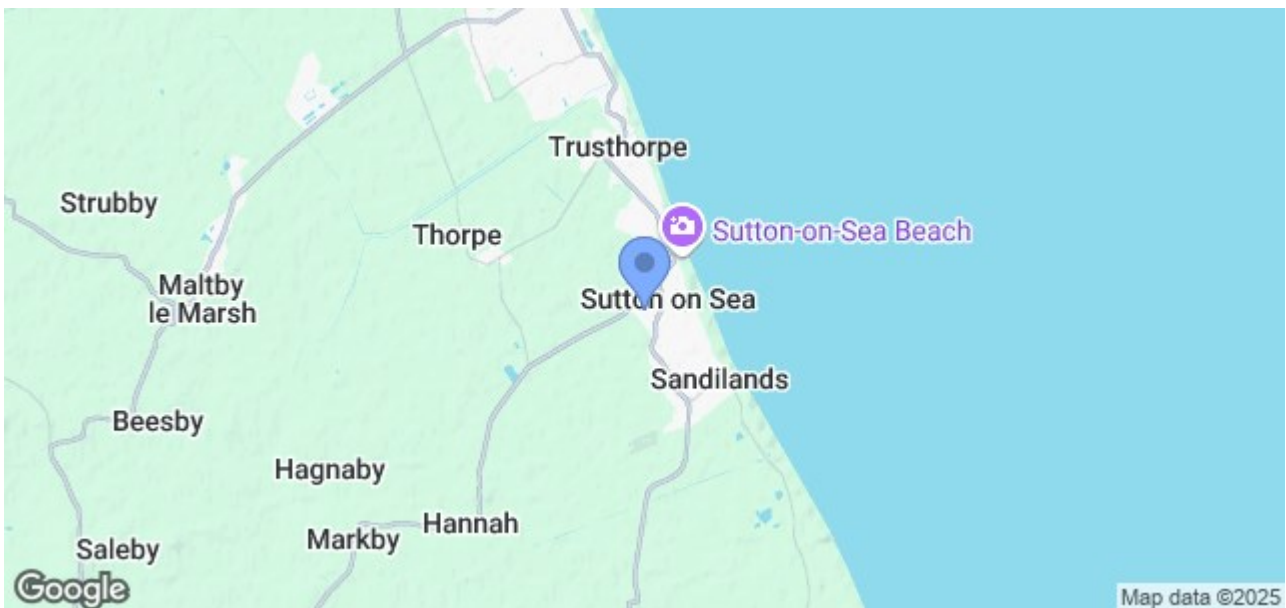 Trusthorpe
Strubby
Sutton-on-Sea Beach
Thorpe
Maltby
le Marsh
Sutton on Sea
Sandilands
Beesby
Hagnaby
Hannah
Markby
Saleby
Google
Map data ©2025